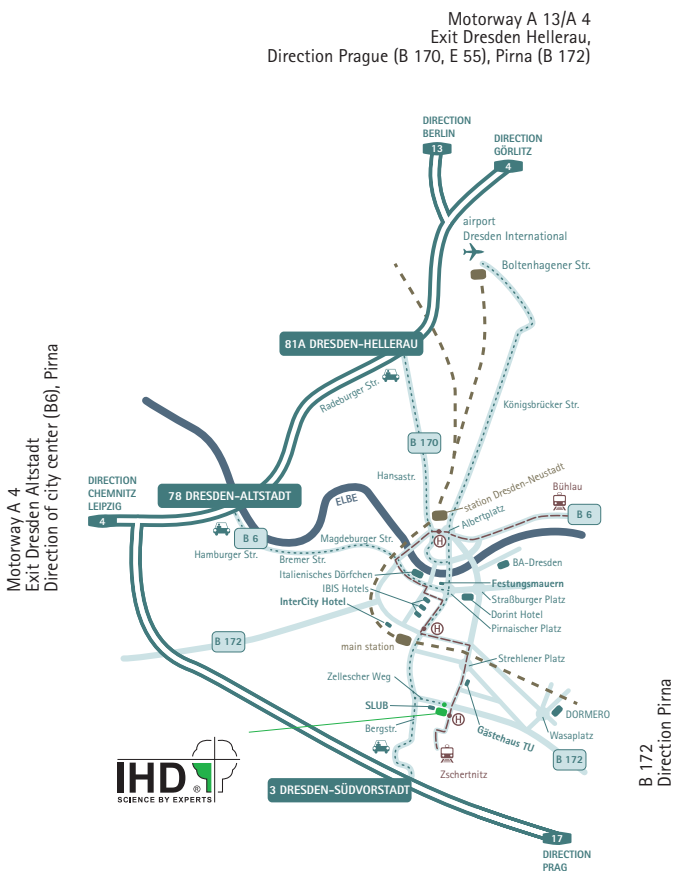 Motorway A 13/A 4
Exit Dresden Hellerau,
Direction Prague (B 170, E 55), Pirna (B 172)
DIRECTION
BERLIN
13
DIRECTION
GÖRLITZ
4
airport
Dresden International
Boltenhagener Str.
81A DRESDEN-HELLERAU
Radeburger Str.
Königsbrücker Str.
Motorway A 4
Exit Dresden Altstadt
Direction of city center (B6), Pirna
B 170
Hansastr.
station Dresden-Neustadt
Bühlau
DIRECTION
CHEMNITZ
LEIPZIG
4
78 DRESDEN-ALTSTADT
ELBE
Albertplatz
B 6
H
B 6
Hamburger Str.
Magdeburger Str.
Bremer Str.
BA-Dresden
Italienisches Dörfchen
Festungsmauern
IBIS Hotels
Straßburger Platz
InterCity Hotel
Dorint Hotel
Pirnaischer Platz
H
B 172
main station
Strehlener Platz
Zellescher Weg
SLUB
H
DORMERO
Bergstr.
Gästehaus TU
Wasaplatz
B 172
Zschertnitz
B 172
Direction Pirna
IHD ®
SCIENCE BY EXPERTS
3 DRESDEN-SÜDVORSTADT
17
DIRECTION
PRAG